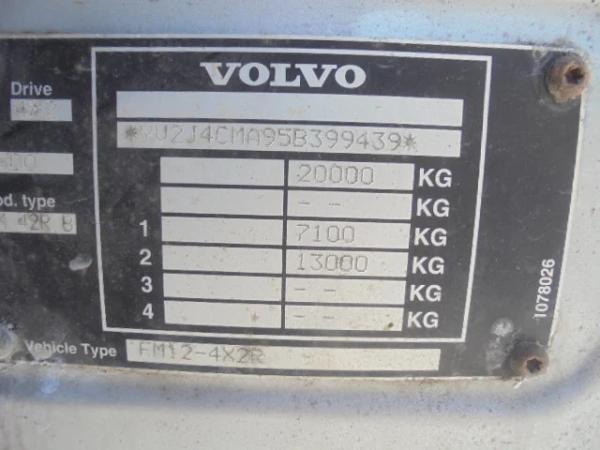 VOLVO
Drive
*YV2J4CMA95B399439*
20000 KG
- - KG
od. type
42R B
1 7100 KG
2 13000 KG
3 - - KG
4 - - KG
1078026
Vehicle Type FM12-4X2R